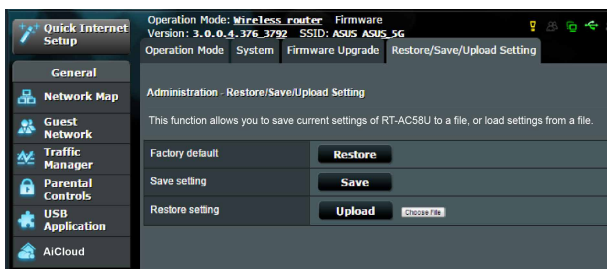 Quick Internet
Setup
Operation Mode: Wireless router Firmware
Version: 3.0.0.4.376_3792 SSID: ASUS ASUS_5G
Operation Mode System Firmware Upgrade Restore/Save/Upload Setting
General
Network Map
Guest
Network
Traffic
Manager
Parental
Controls
USB
Application
AiCloud
Administration - Restore/Save/Upload Setting
This function allows you to save current settings of RT-AC58U to a file, or load settings from a file.
Factory default Restore
Save setting Save
Restore setting Upload Choose File